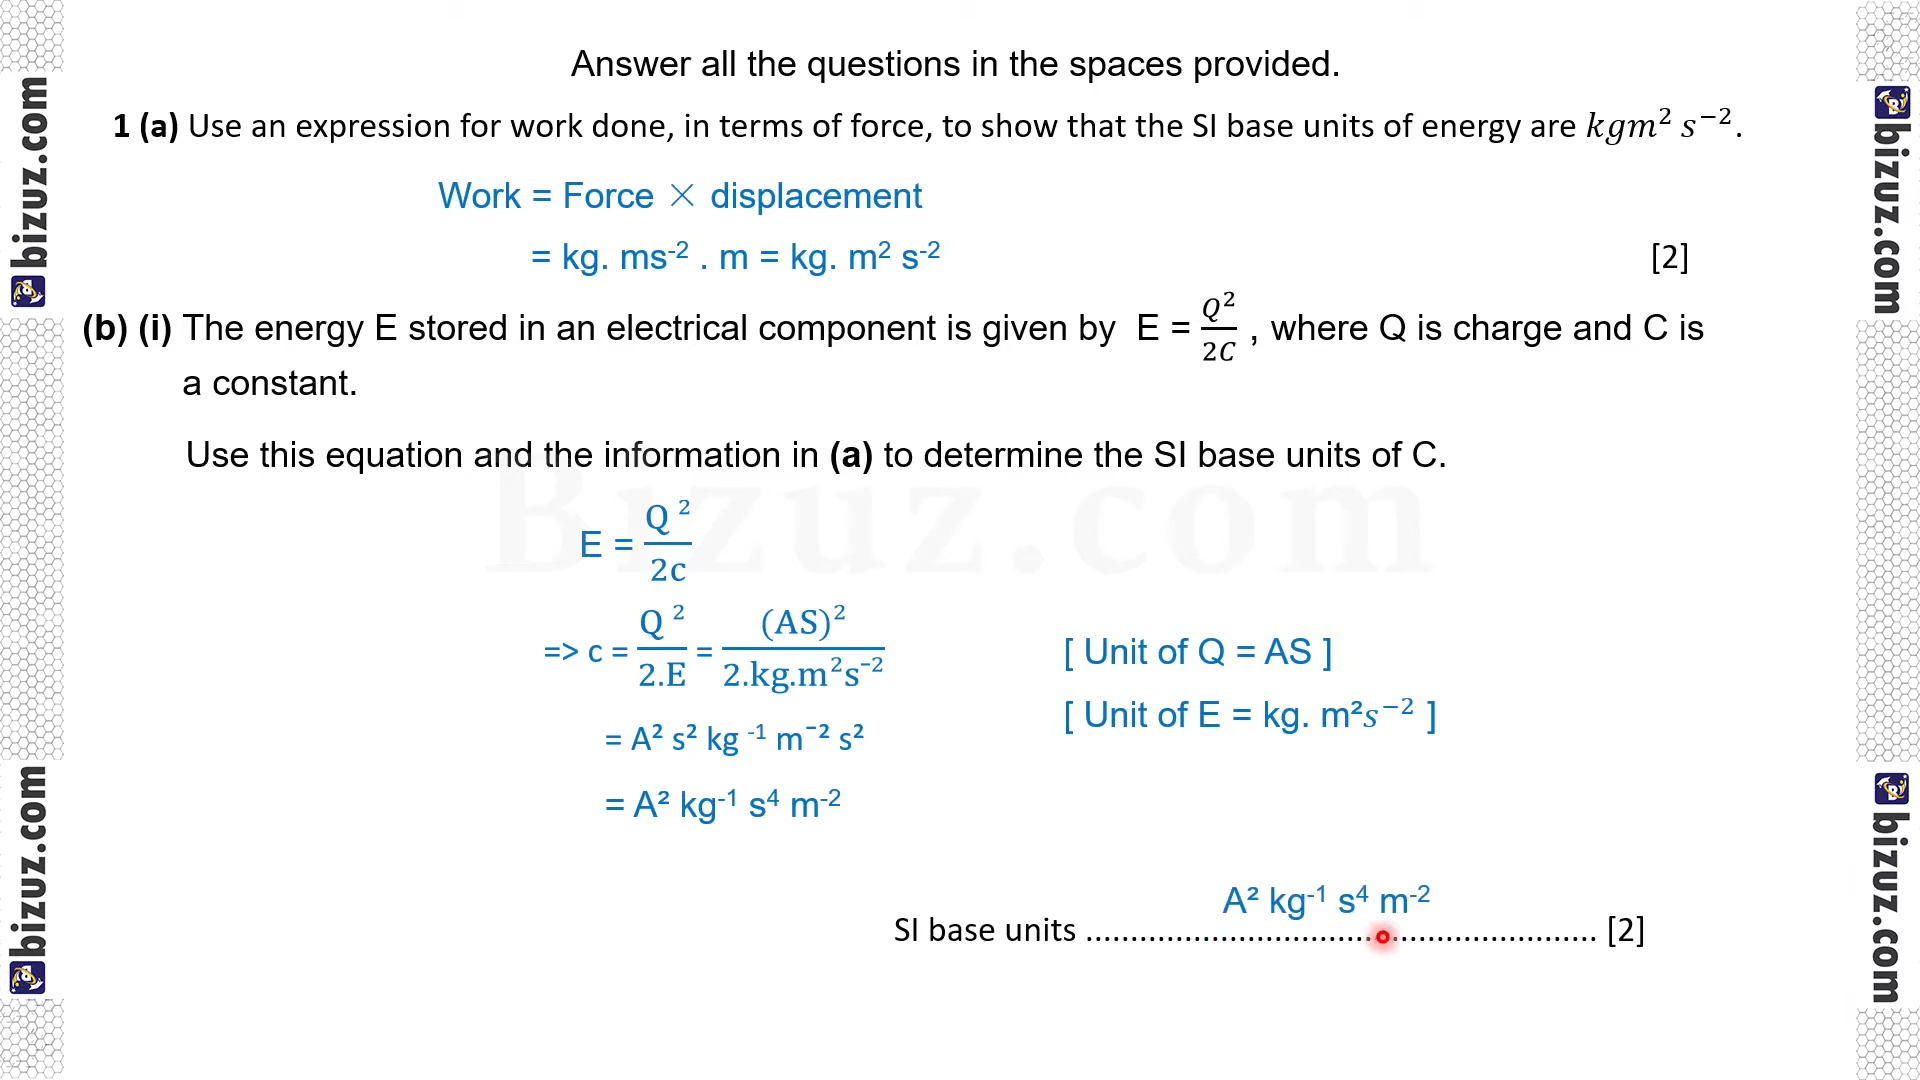 Answer all the questions in the spaces provided.
1 (a) Use an expression for work done, in terms of force, to show that the SI base units of energy are kgm² s⁻².
Work = Force × displacement
= kg. ms⁻² . m = kg. m² s⁻² [2]
(b) (i) The energy E stored in an electrical component is given by E = Q²/2C , where Q is charge and C is
a constant.
Use this equation and the information in (a) to determine the SI base units of C.
E = Q ²/2c
=> c = Q ²/2.E = (AS)²/2.kg.m²s⁻² [ Unit of Q = AS ]
[ Unit of E = kg. m²s⁻² ]
= A² s² kg ⁻¹ m⁻² s²
= A² kg⁻¹ s⁴ m⁻²
A² kg⁻¹ s⁴ m⁻²
SI base units ........................................................ [2]
Bizuz.com
bizuz.com
bizuz.com
bizuz.com
bizuz.com